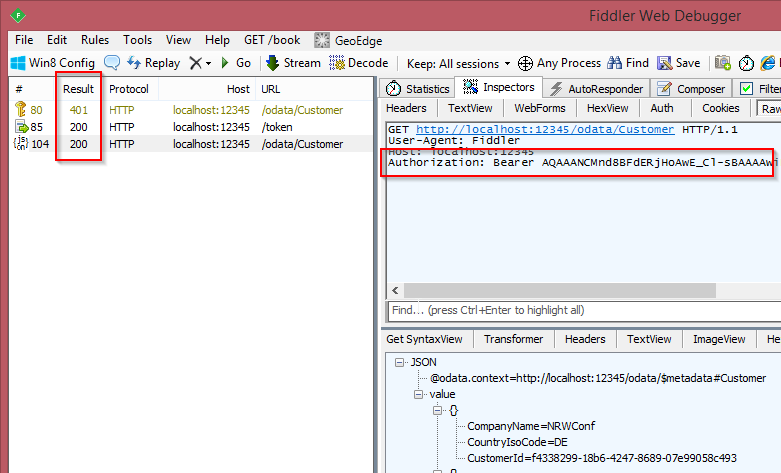 Fiddler Web Debugger
File Edit Rules Tools View Help GET /book GeoEdge
Win8 Config Replay Go Stream Decode Keep: All sessions Any Process Find Save
# Result Protocol Host URL
80 401 HTTP localhost:12345 /odata/Customer
85 200 HTTP localhost:12345 /token
104 200 HTTP localhost:12345 /odata/Customer
Statistics Inspectors AutoResponder Composer Filter
Headers TextView WebForms HexView Auth Cookies Raw
GET http://localhost:12345/odata/Customer HTTP/1.1
User-Agent: Fiddler
Host: localhost:12345
Authorization: Bearer AQAAANCMnd8BFdERjHoAwE_Cl-sBAAAAwi
Find... (press Ctrl+Enter to highlight all)
Get SyntaxView Transformer Headers TextView ImageView He
JSON
@odata.context=http://localhost:12345/odata/$metadata#Customer
value
{}
CompanyName=NRWConf
CountryIsoCode=DE
CustomerId=f4338299-18b6-4247-8689-07e99058c493